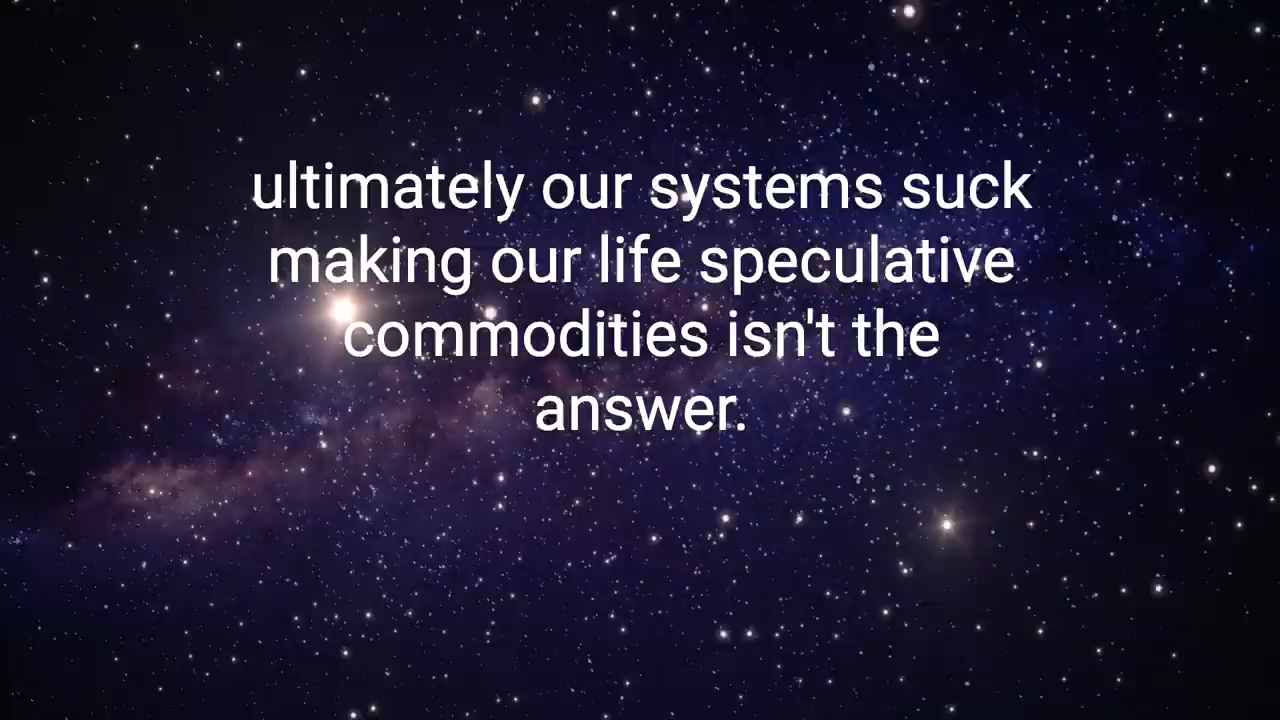 ultimately our systems suck
making our life speculative
commodities isn't the
answer.